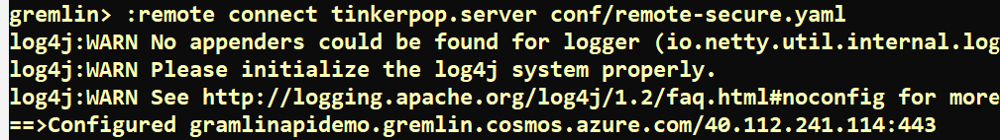 gremlin> :remote connect tinkerpop.server conf/remote-secure.yaml
log4j:WARN No appenders could be found for logger (io.netty.util.internal.log
log4j:WARN Please initialize the log4j system properly.
log4j:WARN See http://logging.apache.org/log4j/1.2/faq.html#noconfig for more
==>Configured gramlinapidemo.gremlin.cosmos.azure.com/40.112.241.114:443